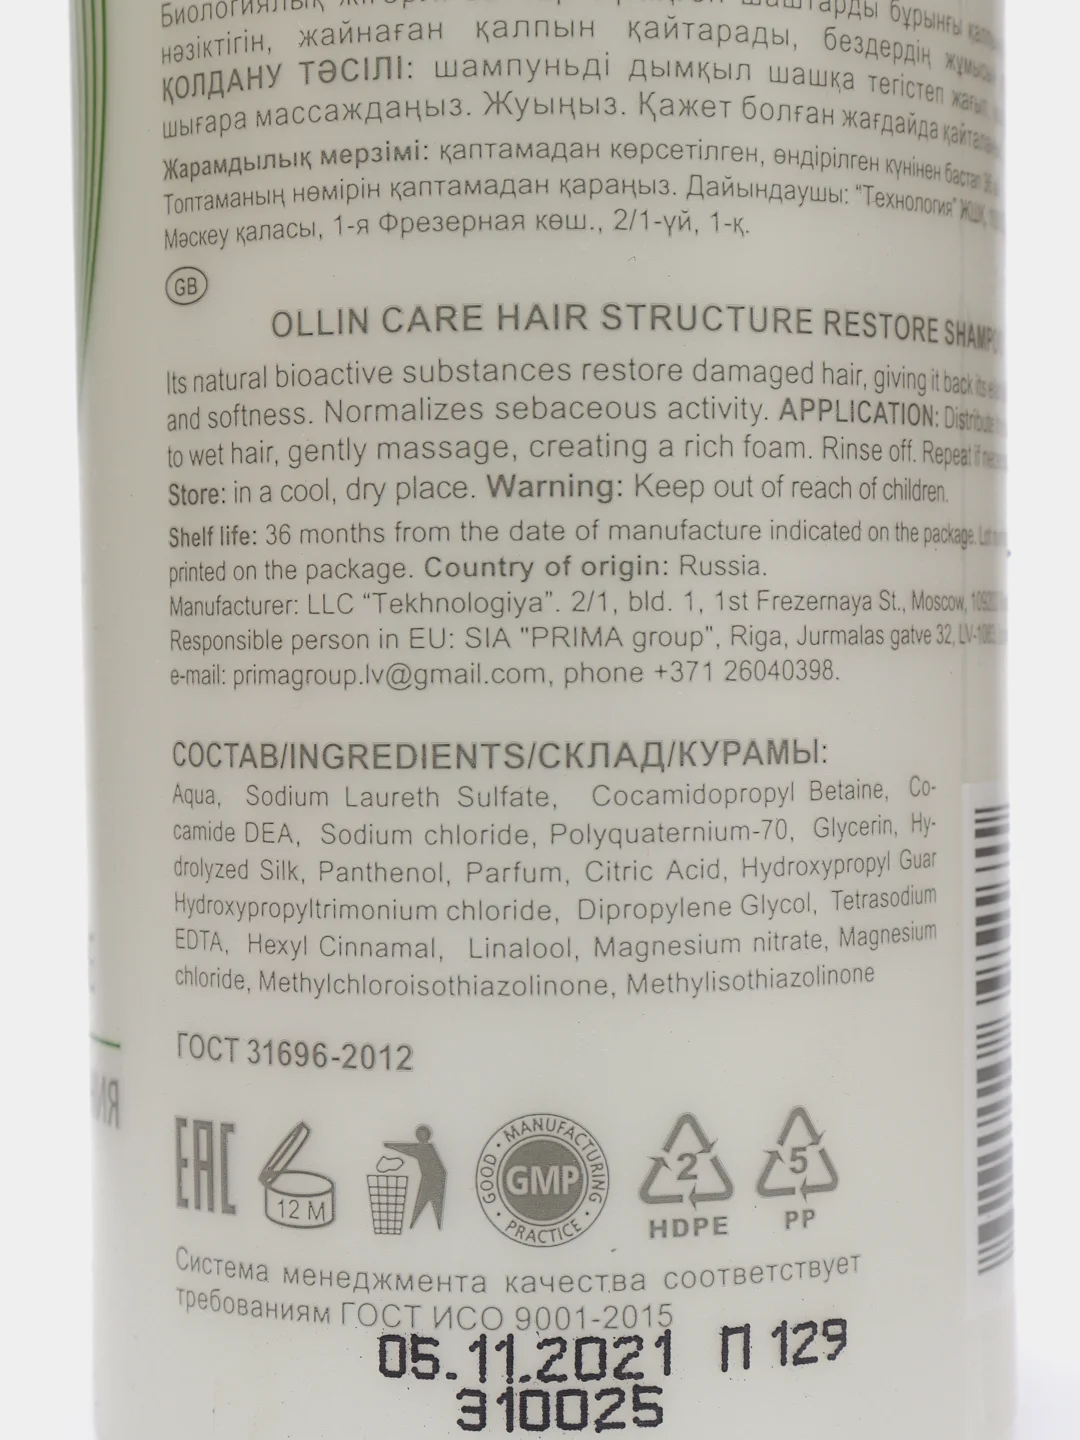 нәзіктігін, жайнаған қалпын қайтарады, бездердің
ҚОЛДАНУ ТӘСІЛІ: шампуньді дымқыл шашқа тегістеп жағып,
шығара массаждаңыз. Жуыңыз. Қажет болған жағдайда
Жарамдылық мерзімі: қаптамадан көрсетілген, өндірілген күнінен бастап 36
Топтаманың нөмірін қаптамадан қараңыз. Дайындаушы: “Технология” ЖШҚ,
Мәскеу қаласы, 1-я Фрезерная көш., 2/1-үй, 1-қ.
GB
OLLIN CARE HAIR STRUCTURE RESTORE
Its natural bioactive substances restore damaged hair, giving it back its
and softness. Normalizes sebaceous activity. APPLICATION: Distribute
to wet hair, gently massage, creating a rich foam. Rinse off. Repeat if
Store: in a cool, dry place. Warning: Keep out of reach of children.
Shelf life: 36 months from the date of manufacture indicated on the package.
printed on the package. Country of origin: Russia.
Manufacturer: LLC “Tekhnologiya”. 2/1, bld. 1, 1st Frezernaya St., Moscow,
Responsible person in EU: SIA "PRIMA group", Riga, Jurmalas gatve 32,
e-mail: primagroup.lv@gmail.com, phone +371 26040398.
СОСТАВ/INGREDIENTS/СКЛАД/КУРАМЫ:
Aqua, Sodium Laureth Sulfate, Cocamidopropyl Betaine, Co-
camide DEA, Sodium chloride, Polyquaternium-70, Glycerin, Hy-
drolyzed Silk, Panthenol, Parfum, Citric Acid, Hydroxypropyl Guar
Hydroxypropyltrimonium chloride, Dipropylene Glycol, Tetrasodium
EDTA, Hexyl Cinnamal, Linalool, Magnesium nitrate, Magnesium
chloride, Methylchloroisothiazolinone, Methylisothiazolinone
ГОСТ 31696-2012
EAC
12 M
GOOD · MANUFACTURING · PRACTICE ·
GMP
2
HDPE
5
PP
Система менеджмента качества соответствует
требованиям ГОСТ ИСО 9001-2015
05.11.2021 П 129
310025